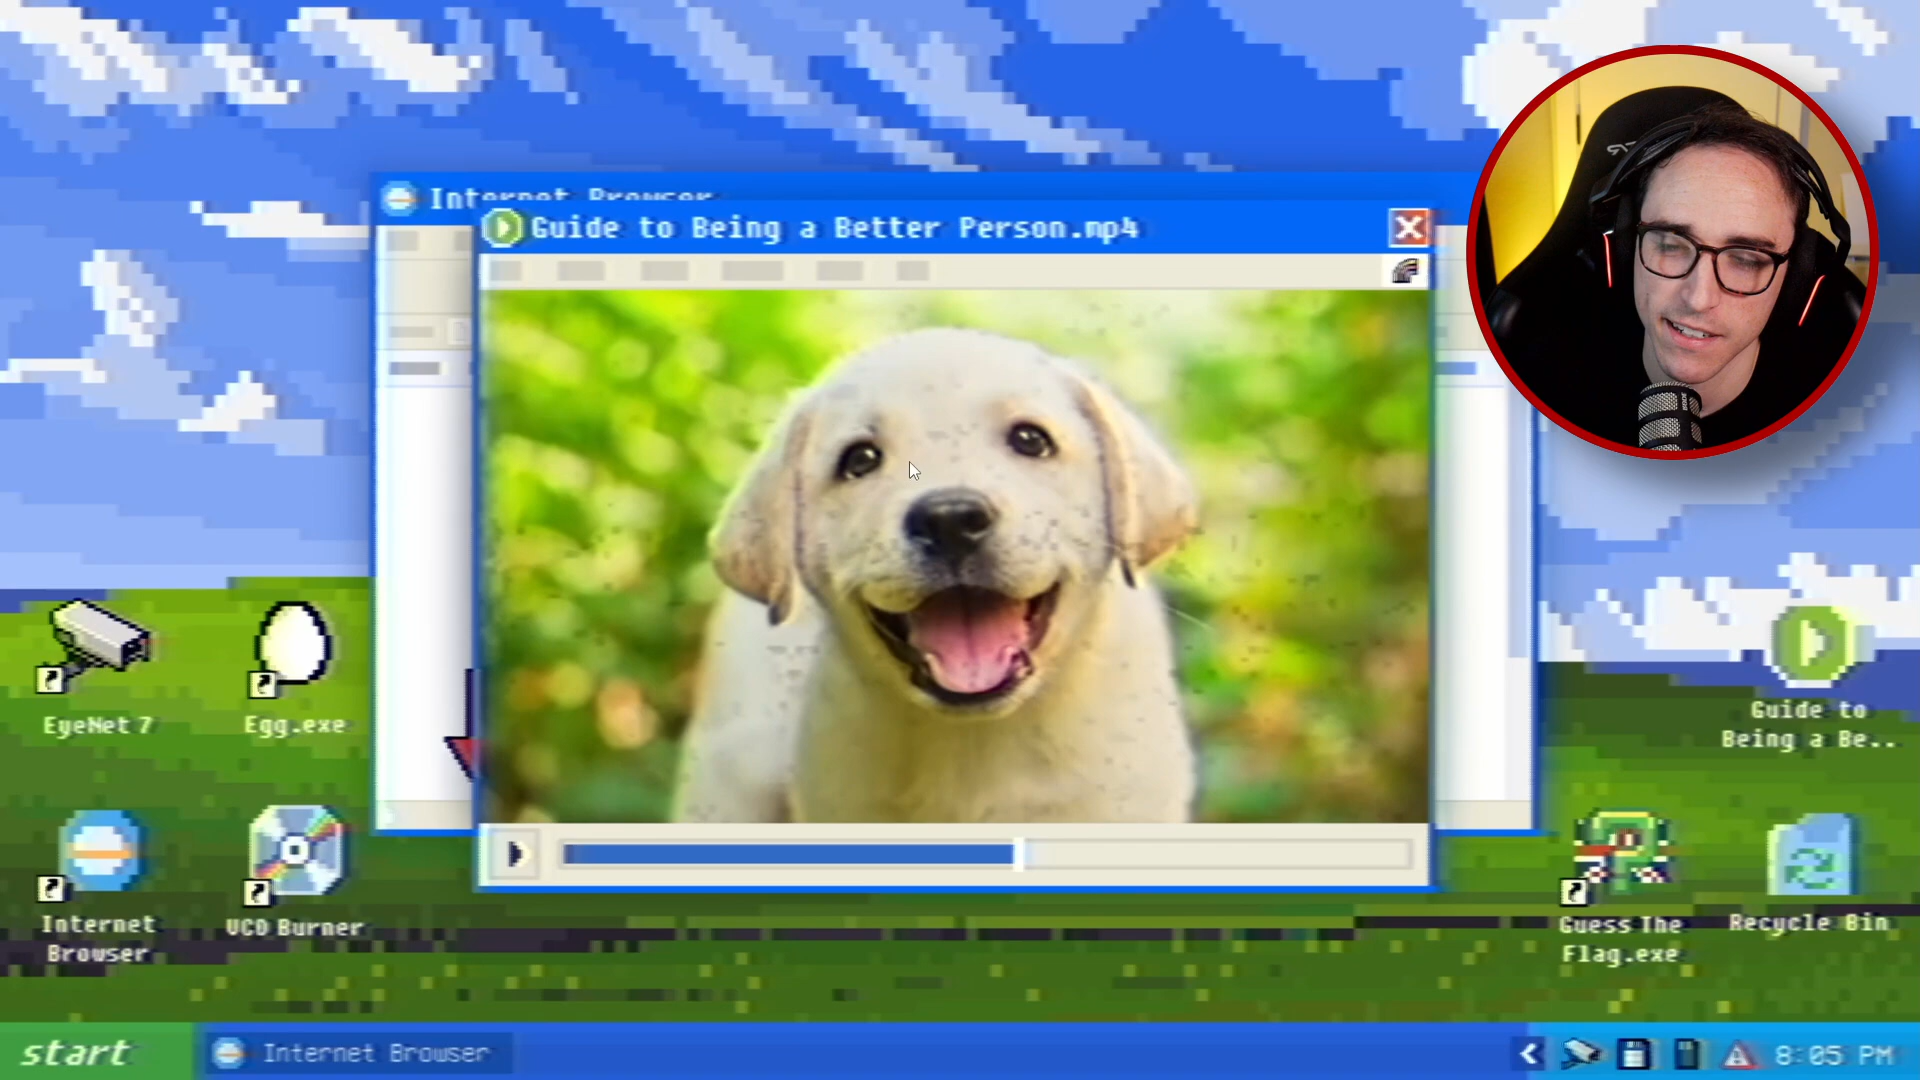 Internet Browser
Guide to Being a Better Person.mp4
EyeNet 7
Egg.exe
Guide to
Being a Be..
Internet
Browser
VCD Burner
Guess The
Flag.exe
Recycle Bin
start
Internet Browser
8:05 PM